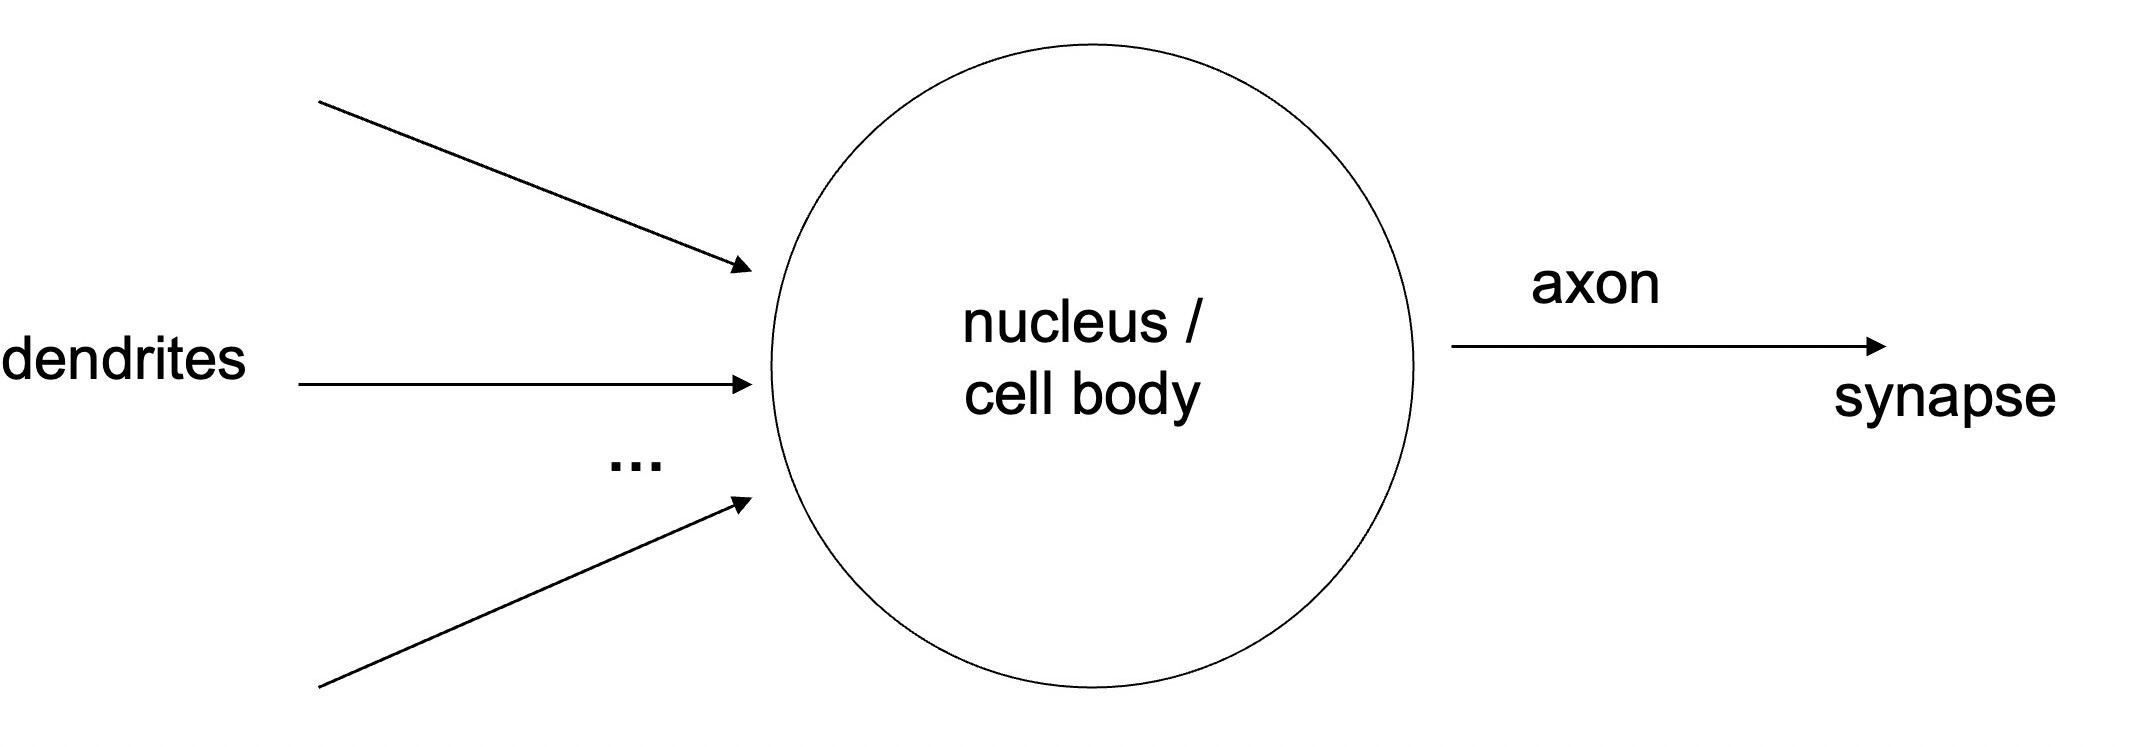 dendrites
...
nucleus /
cell body
axon
synapse